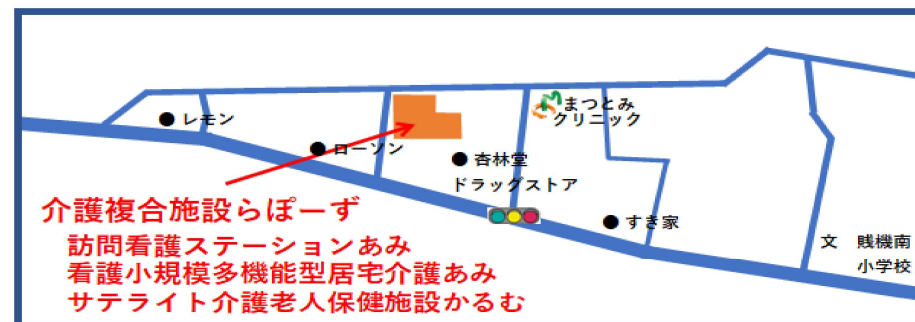 レモン
ローソン
まつとみ
クリニック
杏林堂
ドラッグストア
すき家
文 賎機南
小学校
介護複合施設らぽーず
訪問看護ステーションあみ
看護小規模多機能型居宅介護あみ
サテライト介護老人保健施設かるむ